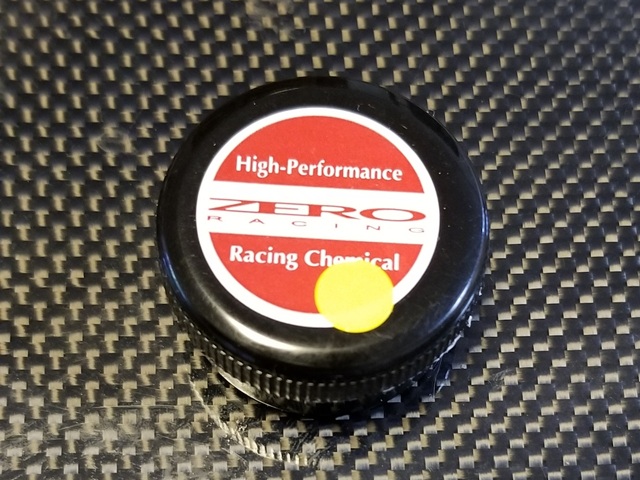 High-Performance
ZERO
RACING
Racing Chemical